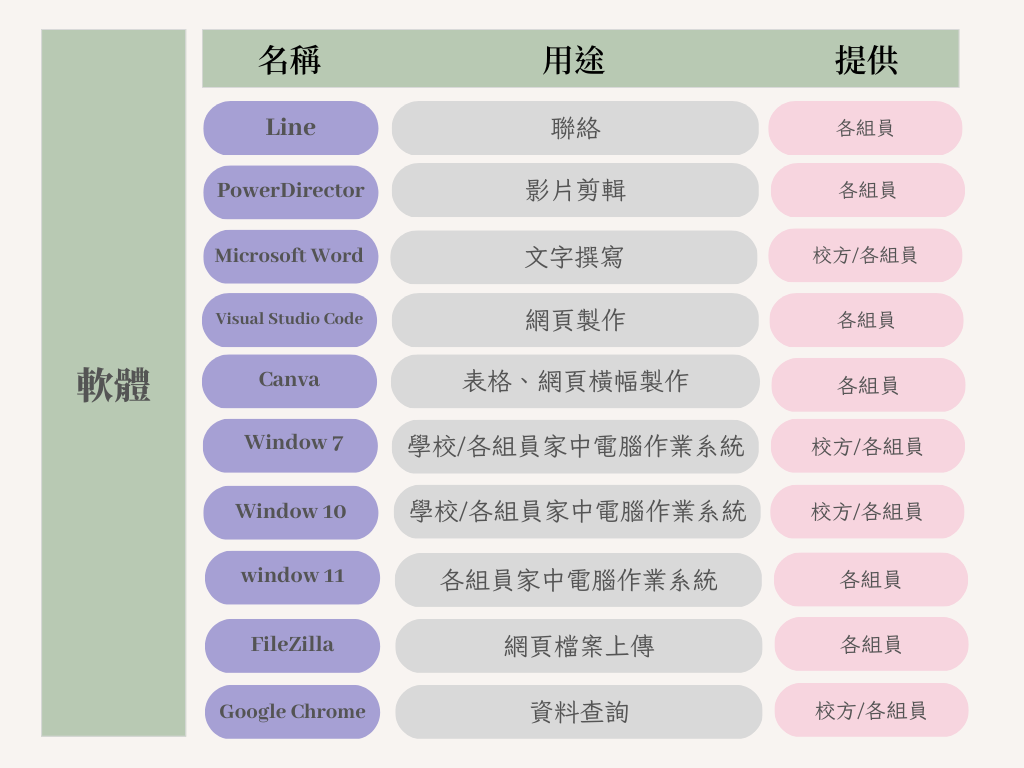 軟體
名稱 用途 提供
Line 聯絡 各組員
PowerDirector 影片剪輯 各組員
Microsoft Word 文字撰寫 校方/各組員
Visual Studio Code 網頁製作 各組員
Canva 表格、網頁橫幅製作 各組員
Window 7 學校/各組員家中電腦作業系統 校方/各組員
Window 10 學校/各組員家中電腦作業系統 校方/各組員
window 11 各組員家中電腦作業系統 各組員
FileZilla 網頁檔案上傳 各組員
Google Chrome 資料查詢 校方/各組員